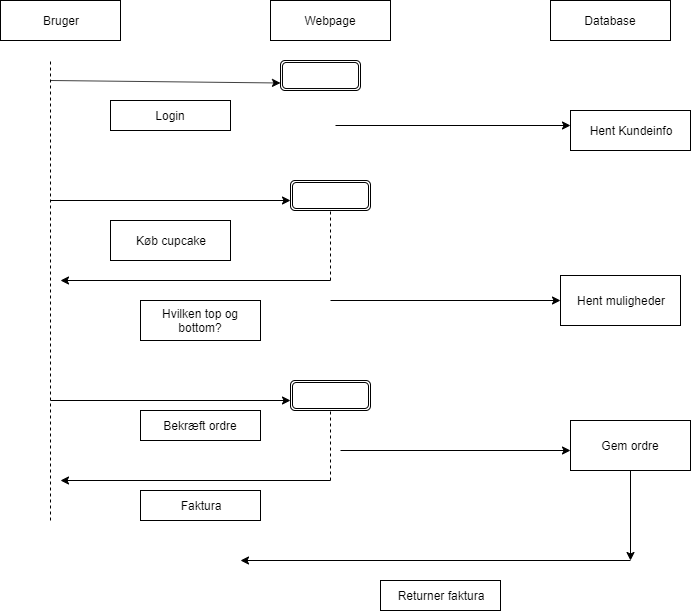 Bruger
Webpage
Database
Login
Hent Kundeinfo
Køb cupcake
Hvilken top og
bottom?
Hent muligheder
Bekræft ordre
Gem ordre
Faktura
Returner faktura